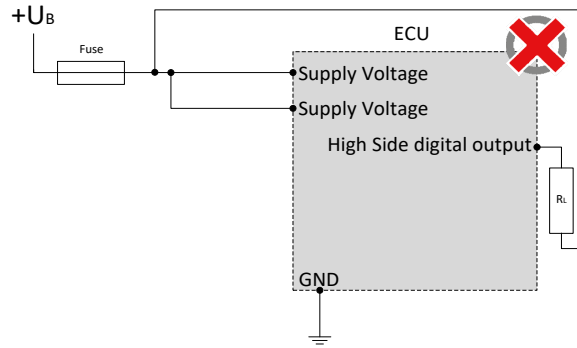 +UB
Fuse
ECU
Supply Voltage
Supply Voltage
High Side digital output
RL
GND